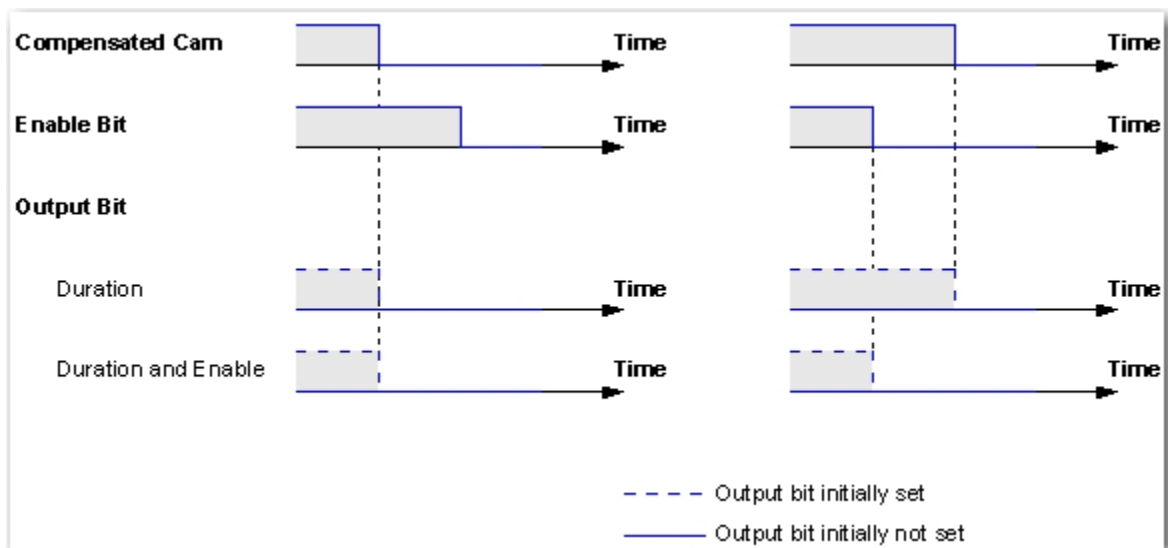 Compensated Cam Time Time
Enable Bit Time Time
Output Bit
Duration Time Time
Duration and Enable Time Time
Output bit initially set
Output bit initially not set